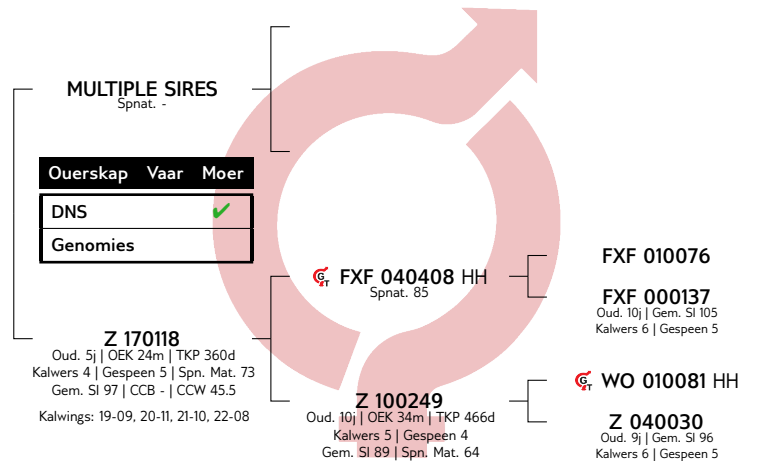 MULTIPLE SIRES
Spnat. -
Ouerskap Vaar Moer
DNS ✔
Genomies
Z 170118
Oud. 5j | OEK 24m | TKP 360d
Kalwers 4 | Gespeen 5 | Spn. Mat. 73
Gem. SI 97 | CCB - | CCW 45.5
Kalwings: 19-09, 20-11, 21-10, 22-08
GT FXF 040408 HH
Spnat. 85
Z 100249
Oud. 10j | OEK 34m | TKP 466d
Kalwers 5 | Gespeen 4
Gem. SI 89 | Spn. Mat. 64
FXF 010076
FXF 000137
Oud. 10j | Gem. SI 105
Kalwers 6 | Gespeen 5
GT WO 010081 HH
Z 040030
Oud. 9j | Gem. SI 96
Kalwers 6 | Gespeen 5